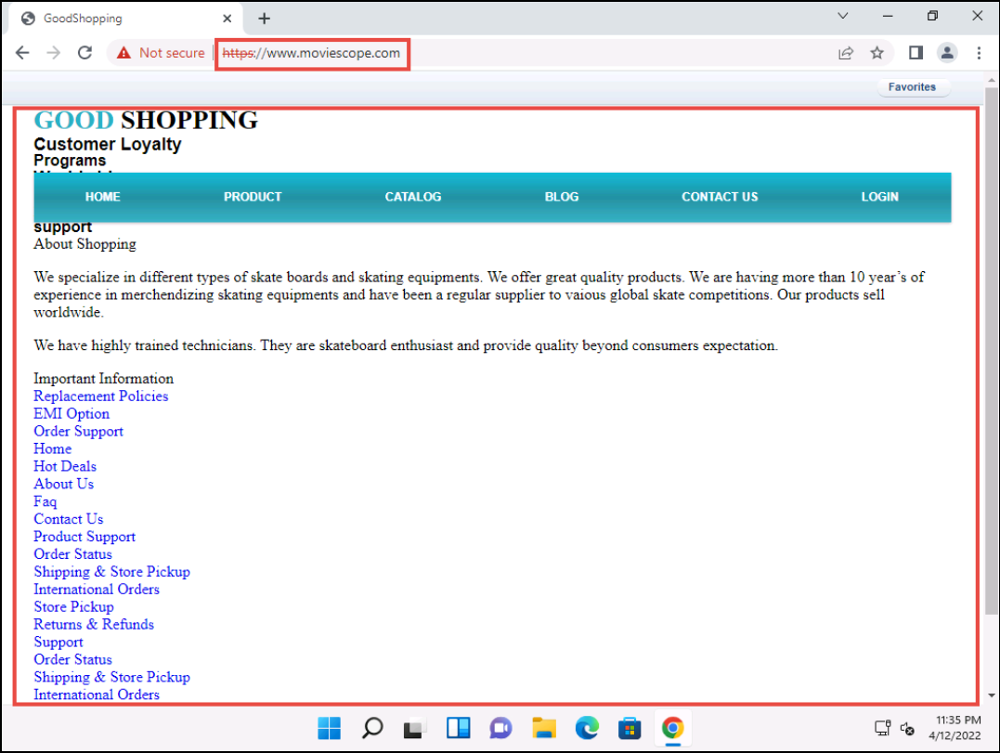 GoodShopping
Not secure https://www.moviescope.com
Favorites
GOOD SHOPPING
Customer Loyalty
Programs
HOME PRODUCT CATALOG BLOG CONTACT US LOGIN
support
About Shopping
We specialize in different types of skate boards and skating equipments. We offer great quality products. We are having more than 10 year’s of
experience in merchendizing skating equipments and have been a regular supplier to vaious global skate competitions. Our products sell
worldwide.
We have highly trained technicians. They are skateboard enthusiast and provide quality beyond consumers expectation.
Important Information
Replacement Policies
EMI Option
Order Support
Home
Hot Deals
About Us
Faq
Contact Us
Product Support
Order Status
Shipping & Store Pickup
International Orders
Store Pickup
Returns & Refunds
Support
Order Status
Shipping & Store Pickup
International Orders
11:35 PM
4/12/2022